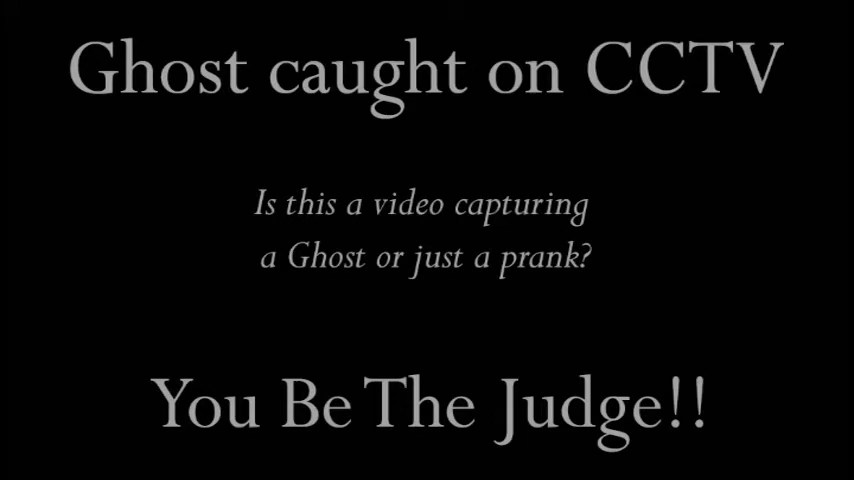 Ghost caught on CCTV
Is this a video capturing
a Ghost or just a prank?
You Be The Judge!!